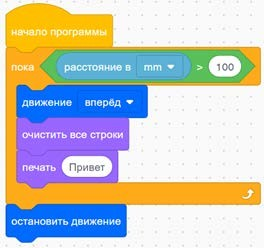 начало программы
пока расстояние в mm > 100
движение вперёд
очистить все строки
печать Привет
остановить движение